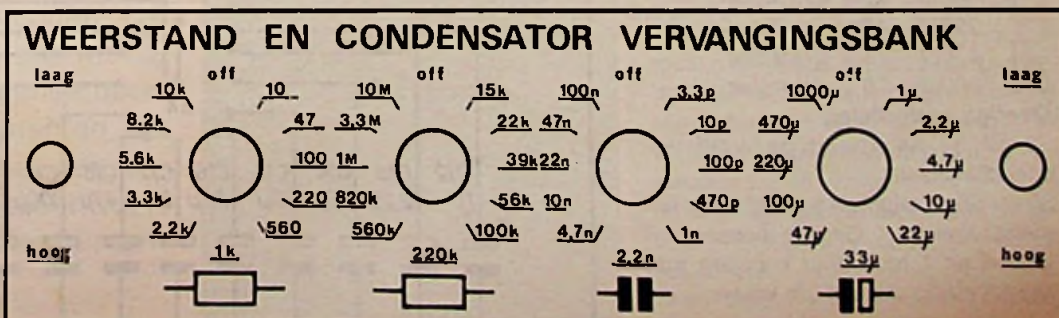 WEERSTAND EN CONDENSATOR VERVANGINGSBANK
laag off off off off laag
10k 10 10M 15k 100n 3,3p 1000µ 1µ
8.2k 47 3,3M 22k 47n 10p 470µ 2,2µ
5.6k 100 1M 39k 22n 100p 220µ 4,7µ
3,3k 220 820k 56k 10n 470p 100µ 10µ
2,2k 560 560k 100k 4,7n 1n 47µ 22µ
hoog 1k 220k 2,2n 33µ hoog